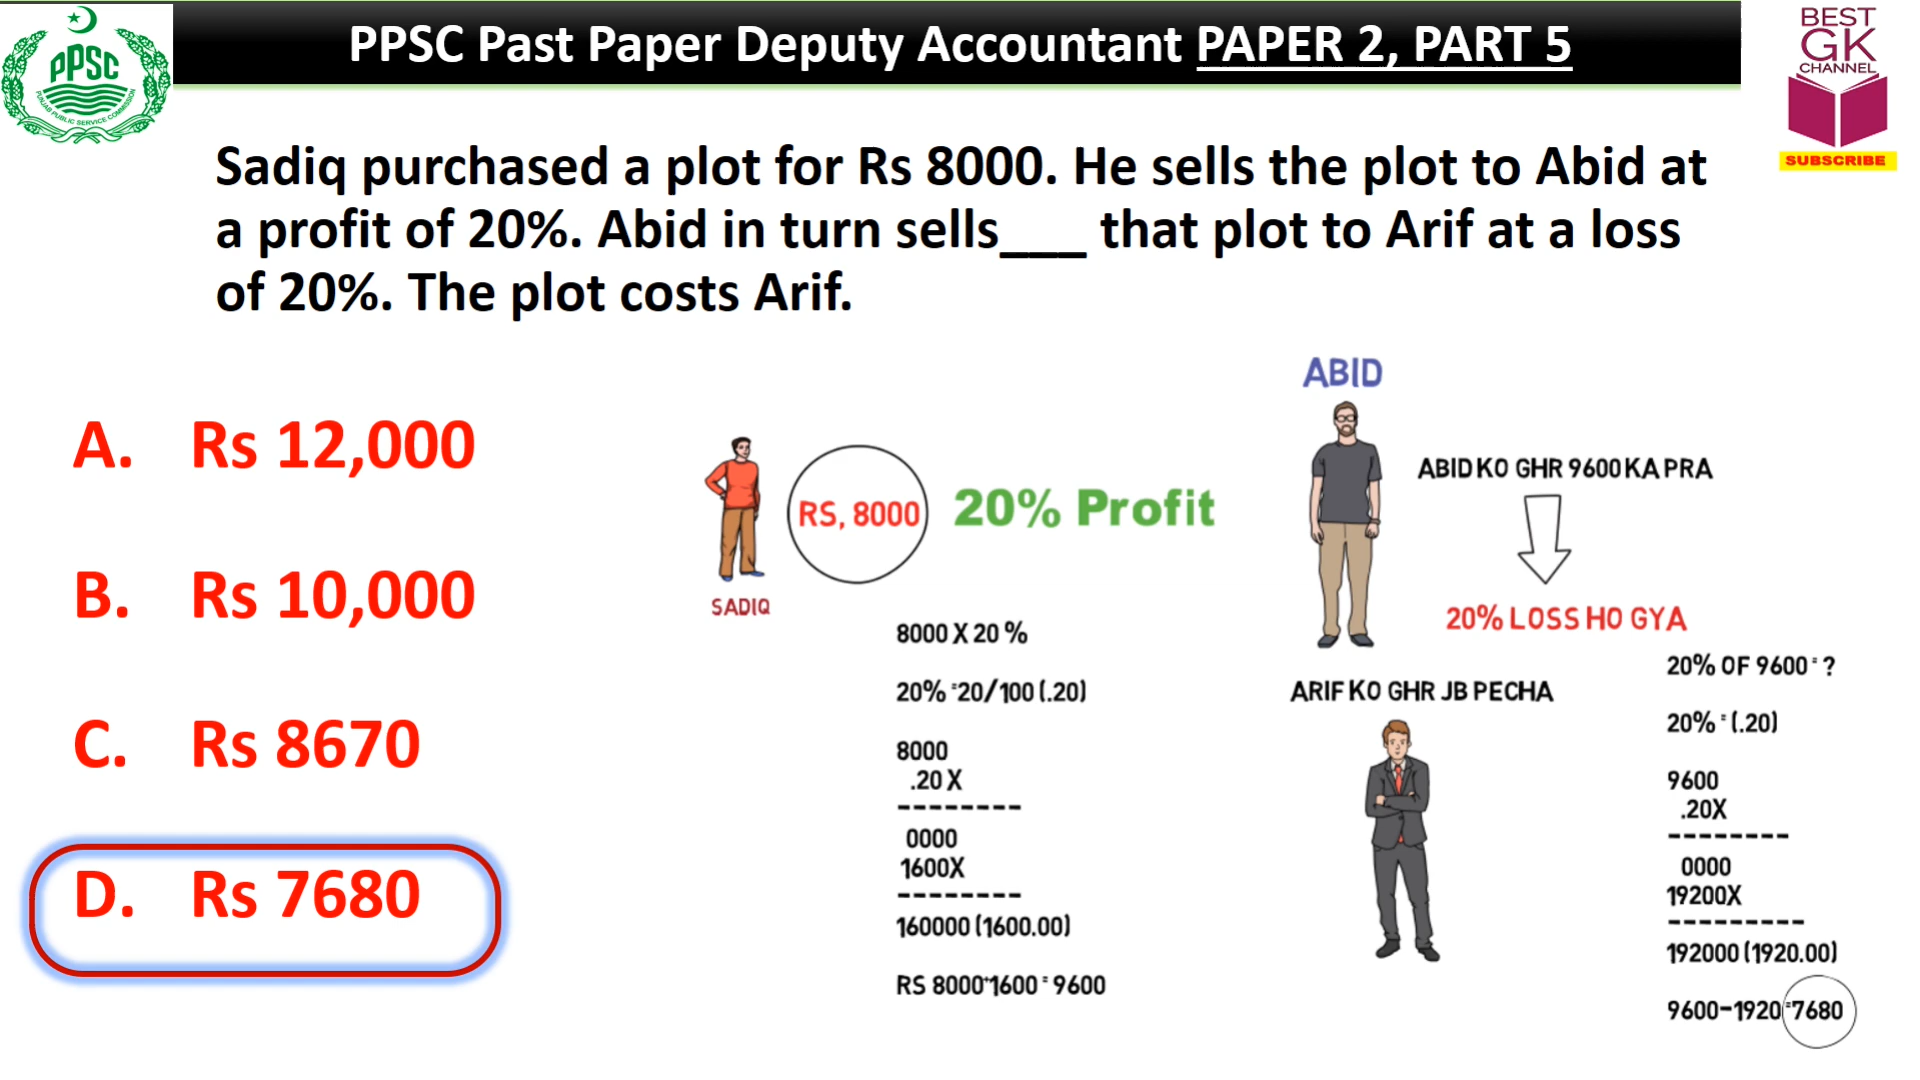 PPSC
PUNJAB PUBLIC SERVICE COMMISSION
PPSC Past Paper Deputy Accountant PAPER 2, PART 5
BEST
GK
CHANNEL
SUBSCRIBE
Sadiq purchased a plot for Rs 8000. He sells the plot to Abid at
a profit of 20%. Abid in turn sells___ that plot to Arif at a loss
of 20%. The plot costs Arif.
A. Rs 12,000
B. Rs 10,000
C. Rs 8670
D. Rs 7680
SADIQ
RS, 8000
20% Profit
8000 X 20 %
20% =20/100 (.20)
8000
.20 X
--------
0000
1600X
--------
160000 (1600.00)
RS 8000+1600 = 9600
ABID
ABID KO GHR 9600 KA PRA
20% LOSS HO GYA
ARIF KO GHR JB PECHA
20% OF 9600 = ?
20% = (.20)
9600
.20X
--------
0000
19200X
---------
192000 (1920.00)
9600-1920 =7680